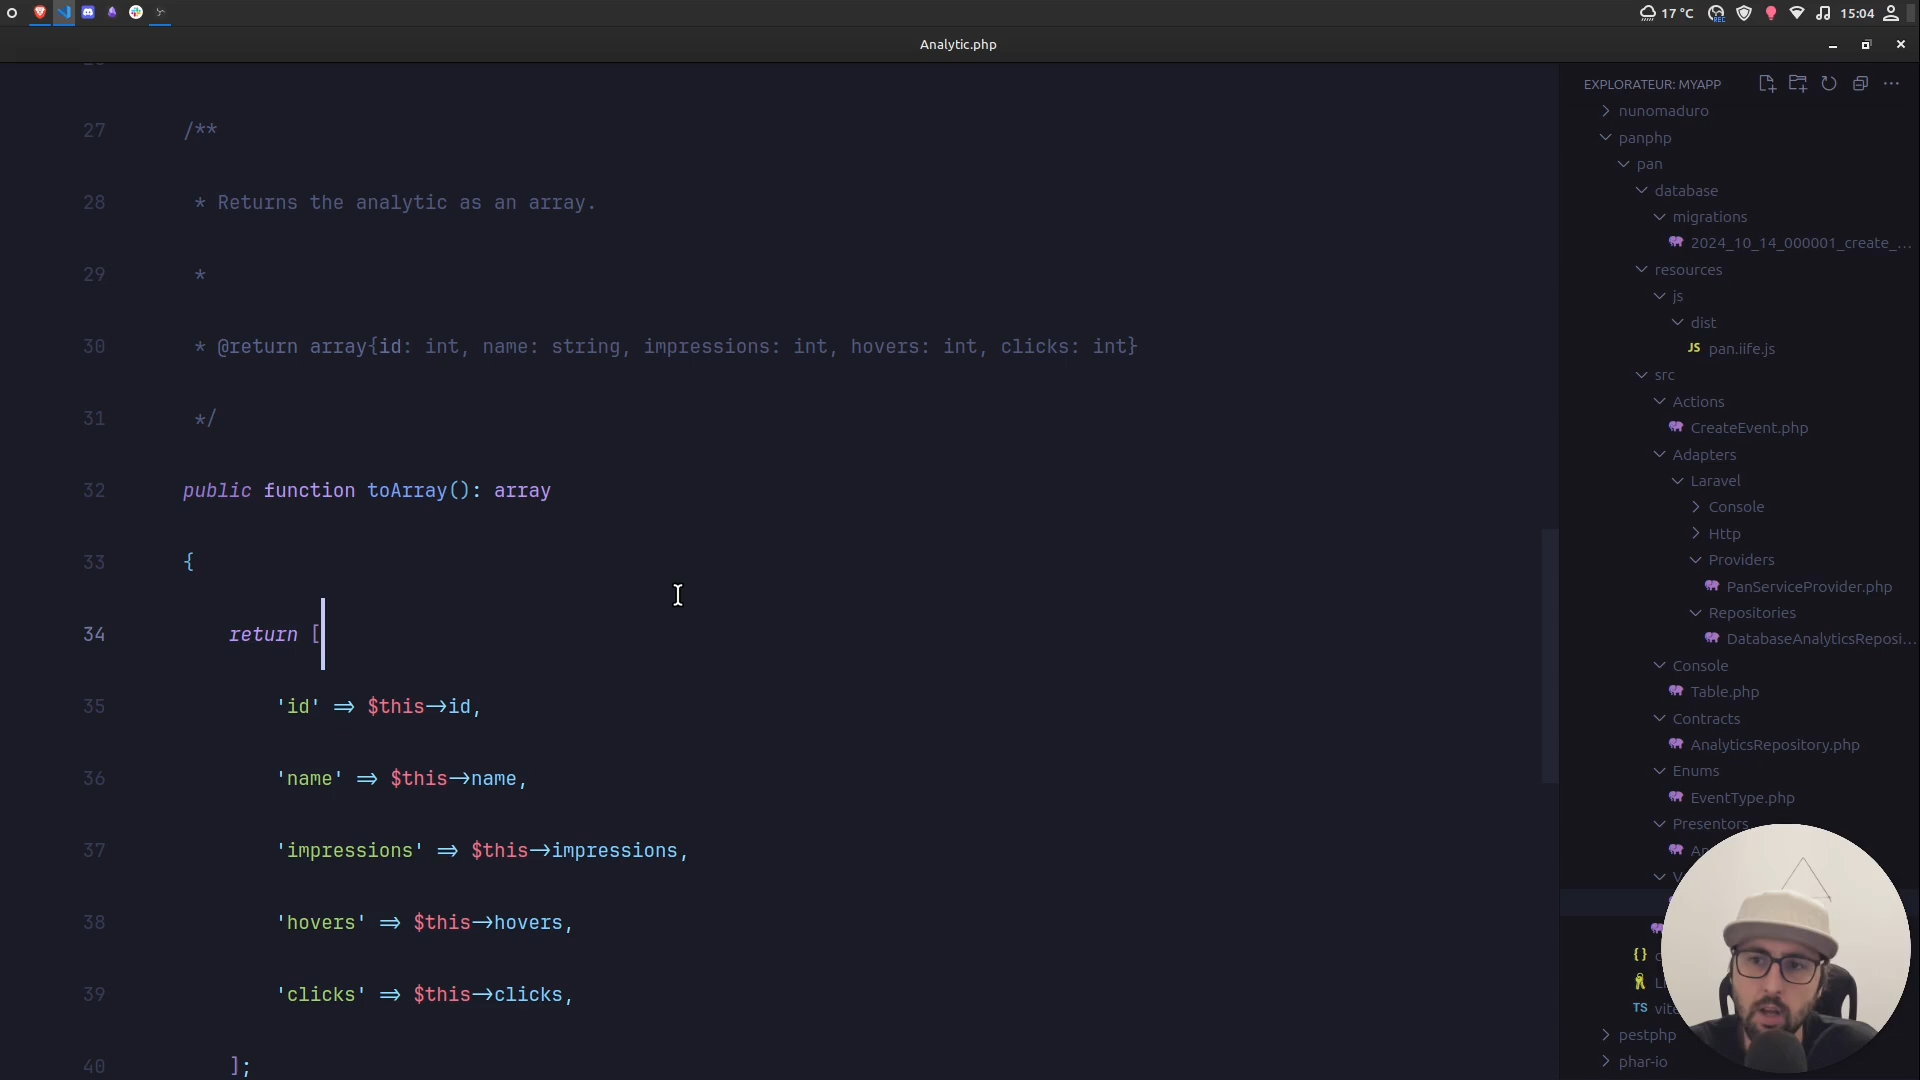 17 °C
REC
15:04
Analytic.php
27 /**
28 * Returns the analytic as an array.
29 *
30 * @return array{id: int, name: string, impressions: int, hovers: int, clicks: int}
31 */
32 public function toArray(): array
33 {
34 return [
35 'id' => $this->id,
36 'name' => $this->name,
37 'impressions' => $this->impressions,
38 'hovers' => $this->hovers,
39 'clicks' => $this->clicks,
40 ];
EXPLORATEUR: MYAPP
nunomaduro
panphp
pan
database
migrations
2024_10_14_000001_create_...
resources
js
dist
JS pan.iife.js
src
Actions
CreateEvent.php
Adapters
Laravel
Console
Http
Providers
PanServiceProvider.php
Repositories
DatabaseAnalyticsReposi...
Console
Table.php
Contracts
AnalyticsRepository.php
Enums
EventType.php
Presentors
{ }
TS
pestphp
phar-io